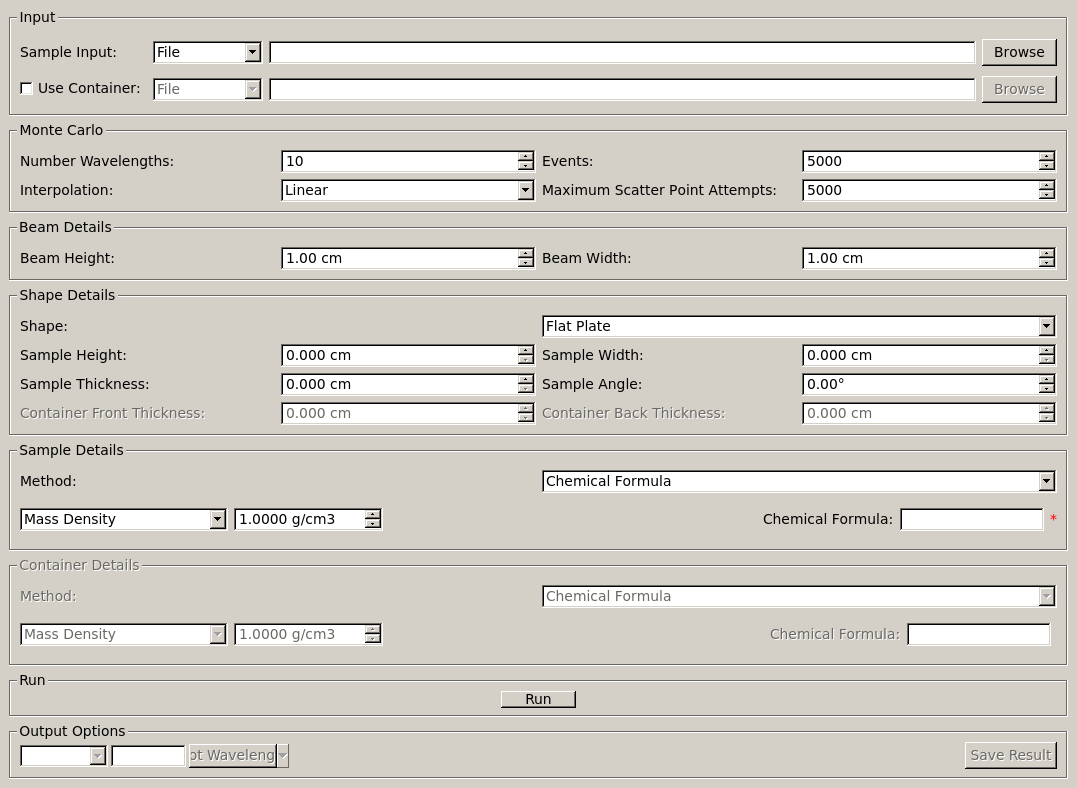 Input
Sample Input: File Browse
Use Container: File Browse
Monte Carlo
Number Wavelengths: 10 Events: 5000
Interpolation: Linear Maximum Scatter Point Attempts: 5000
Beam Details
Beam Height: 1.00 cm Beam Width: 1.00 cm
Shape Details
Shape: Flat Plate
Sample Height: 0.000 cm Sample Width: 0.000 cm
Sample Thickness: 0.000 cm Sample Angle: 0.00°
Container Front Thickness: 0.000 cm Container Back Thickness: 0.000 cm
Sample Details
Method: Chemical Formula
Mass Density 1.0000 g/cm3 Chemical Formula: *
Container Details
Method: Chemical Formula
Mass Density 1.0000 g/cm3 Chemical Formula:
Run
Run
Output Options
ot Waveleng Save Result